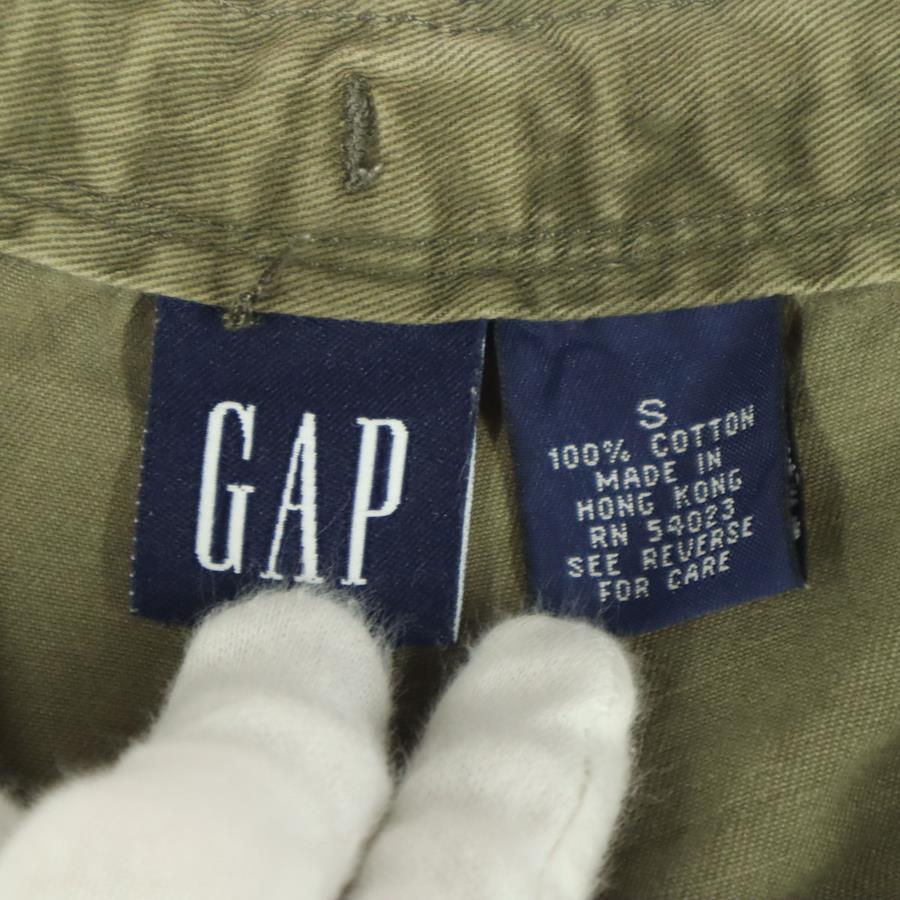 GAP
S
100% COTTON
MADE IN
HONG KONG
RN 54023
SEE REVERSE
FOR CARE